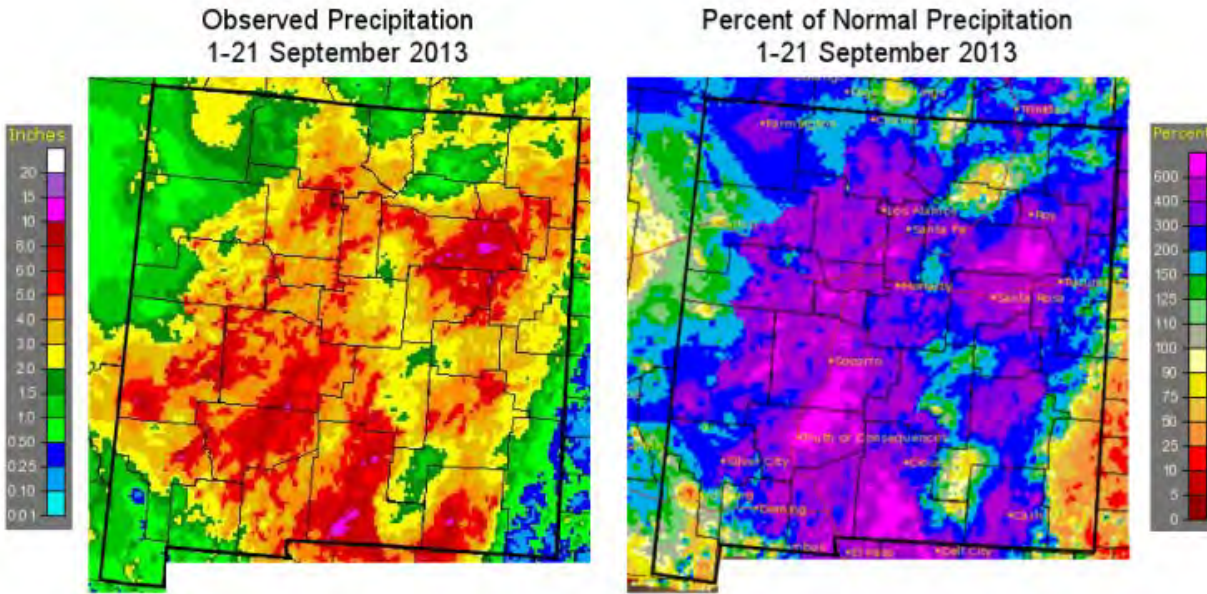 Observed Precipitation
1-21 September 2013
Inches
20
15
10
8.0
6.0
5.0
4.0
3.0
2.0
1.5
1.0
0.50
0.25
0.10
0.01
Percent of Normal Precipitation
1-21 September 2013
Farmington
Los Alamos
Roy
Santa Fe
Moriarty
Santa Rosa
Socorro
Truth or Consequences
Silver City
Deming
El Paso
Dell City
Percent
600
400
300
200
150
125
110
100
90
75
50
25
10
5
0